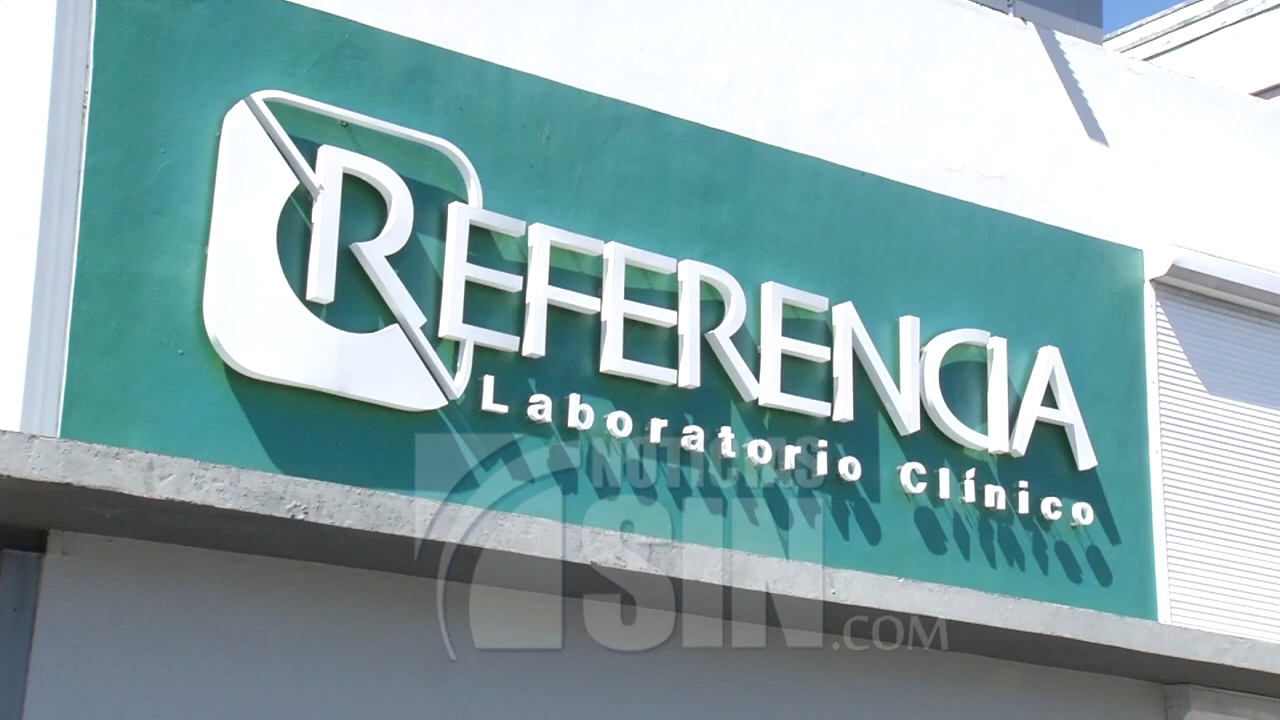 REFERENCIA
Laboratorio Clínico
NOTICIAS
SIN
.COM